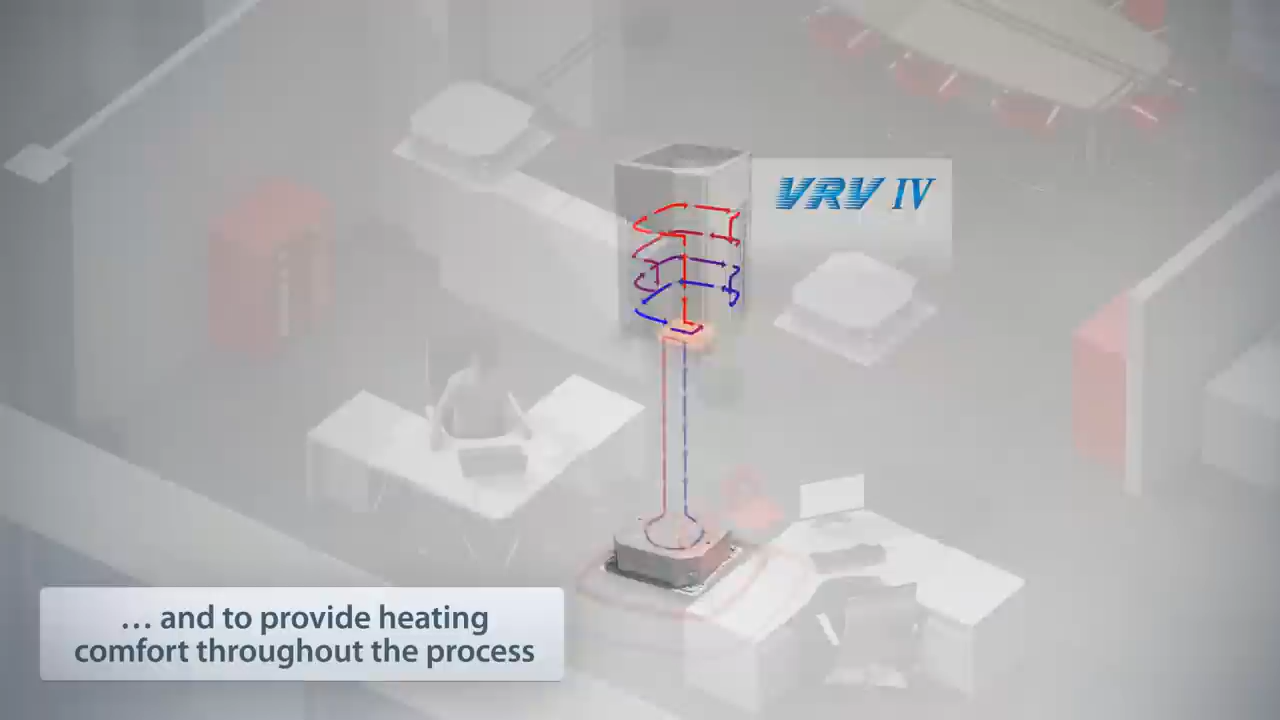 VRV IV
… and to provide heating
comfort throughout the process